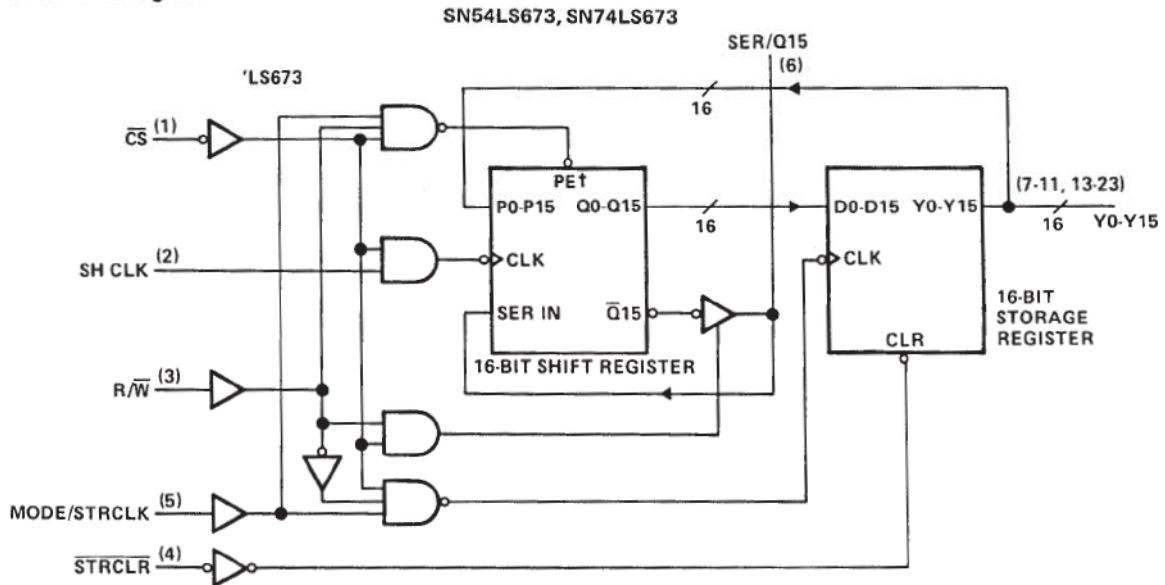 SN54LS673, SN74LS673
SER/Q15
(6)
'LS673
16
CS (1)
PE†
(7-11, 13-23)
P0-P15 Q0-Q15
16
D0-D15 Y0-Y15
16
Y0-Y15
SH CLK (2)
CLK
CLK
SER IN
Q15
16-BIT
STORAGE
REGISTER
CLR
16-BIT SHIFT REGISTER
R/W (3)
MODE/STRCLK (5)
STRCLR (4)